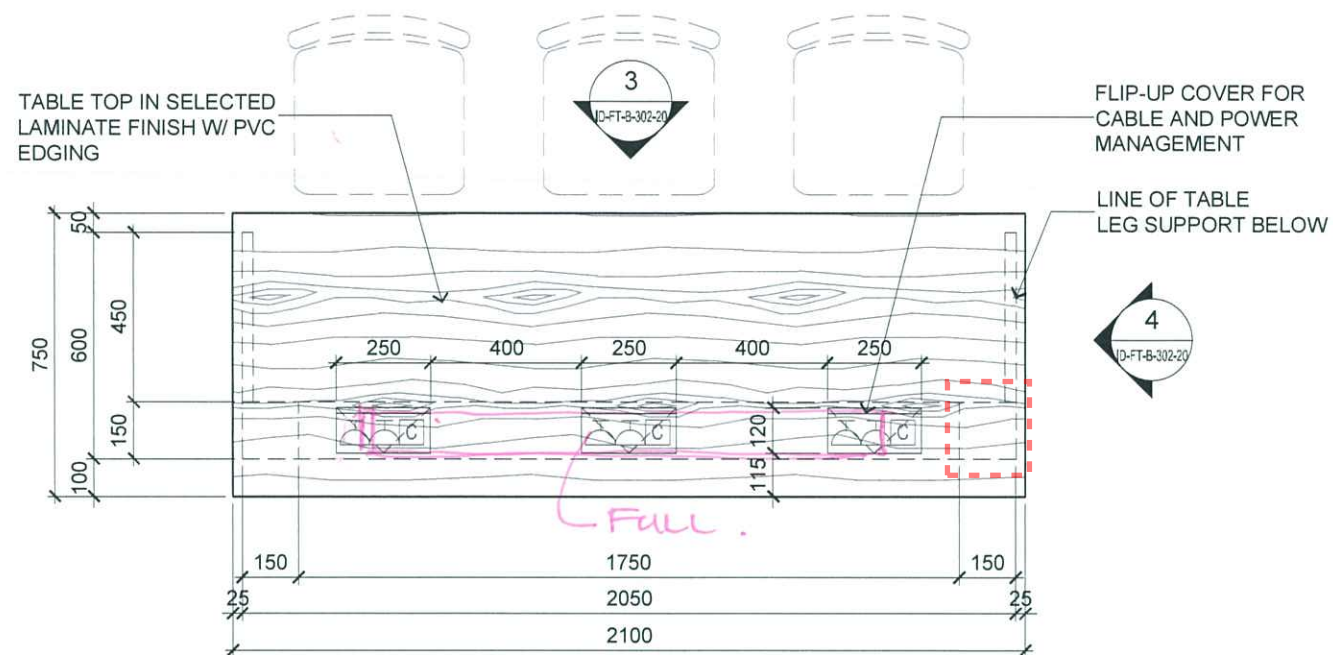 3
ID-FT-B-302-20
TABLE TOP IN SELECTED
LAMINATE FINISH W/ PVC
EDGING
FLIP-UP COVER FOR
CABLE AND POWER
MANAGEMENT
LINE OF TABLE
LEG SUPPORT BELOW
4
ID-FT-B-302-20
50
450
600
750
150
100
250
400
250
400
250
C
C
C
120
115
FULL.
150
1750
150
25
2050
25
2100